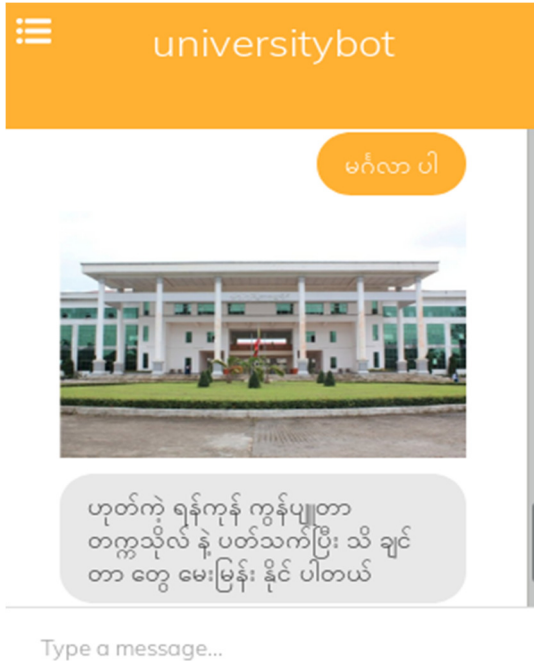 universitybot
မင်္ဂလာ ပါ
ဟုတ်ကဲ့ ရန်ကုန် ကွန်ပျူတာ
တက္ကသိုလ် နဲ့ ပတ်သက်ပြီး သိ ချင်
တာ တွေ မေးမြန်း နိုင် ပါတယ်
Type a message...